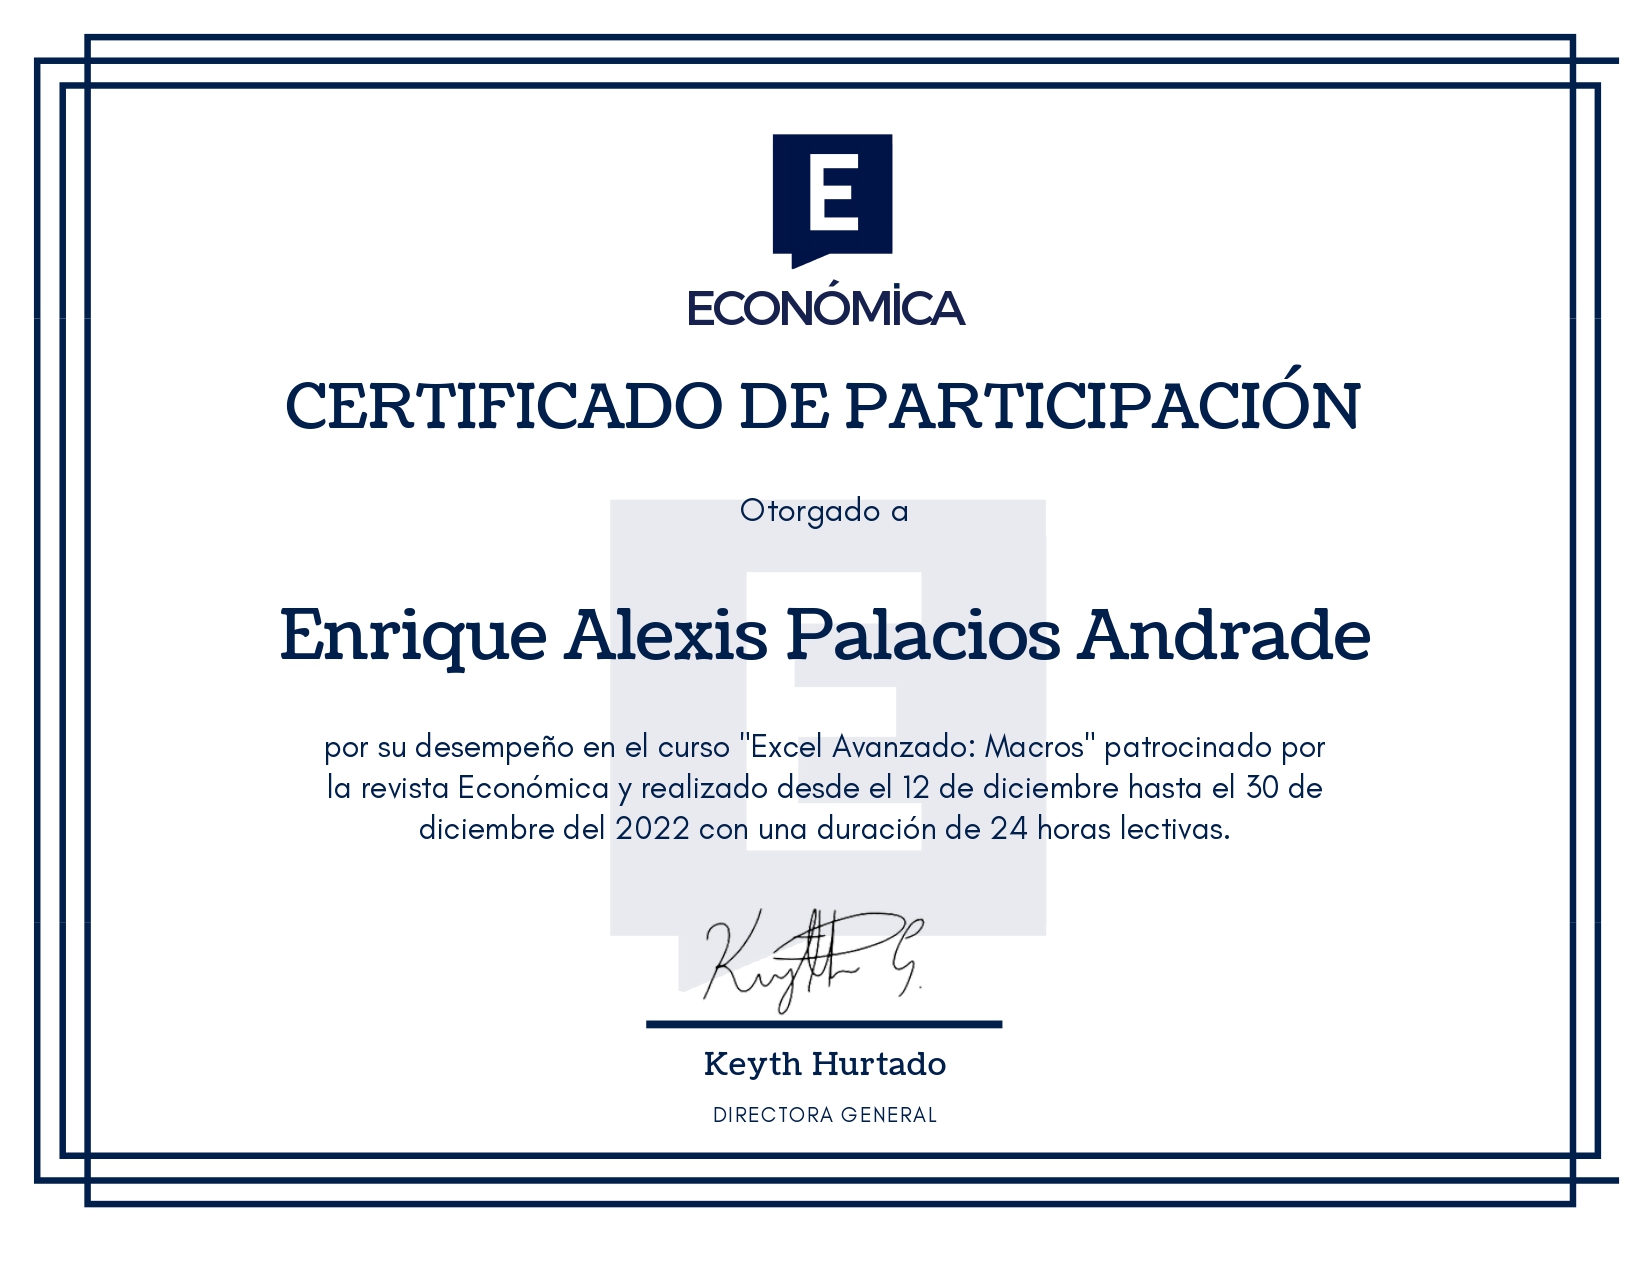 E
ECONÓMICA
CERTIFICADO DE PARTICIPACIÓN
Otorgado a
Enrique Alexis Palacios Andrade
por su desempeño en el curso "Excel Avanzado: Macros" patrocinado por
la revista Económica y realizado desde el 12 de diciembre hasta el 30 de
diciembre del 2022 con una duración de 24 horas lectivas.
Keyth Hurtado
DIRECTORA GENERAL